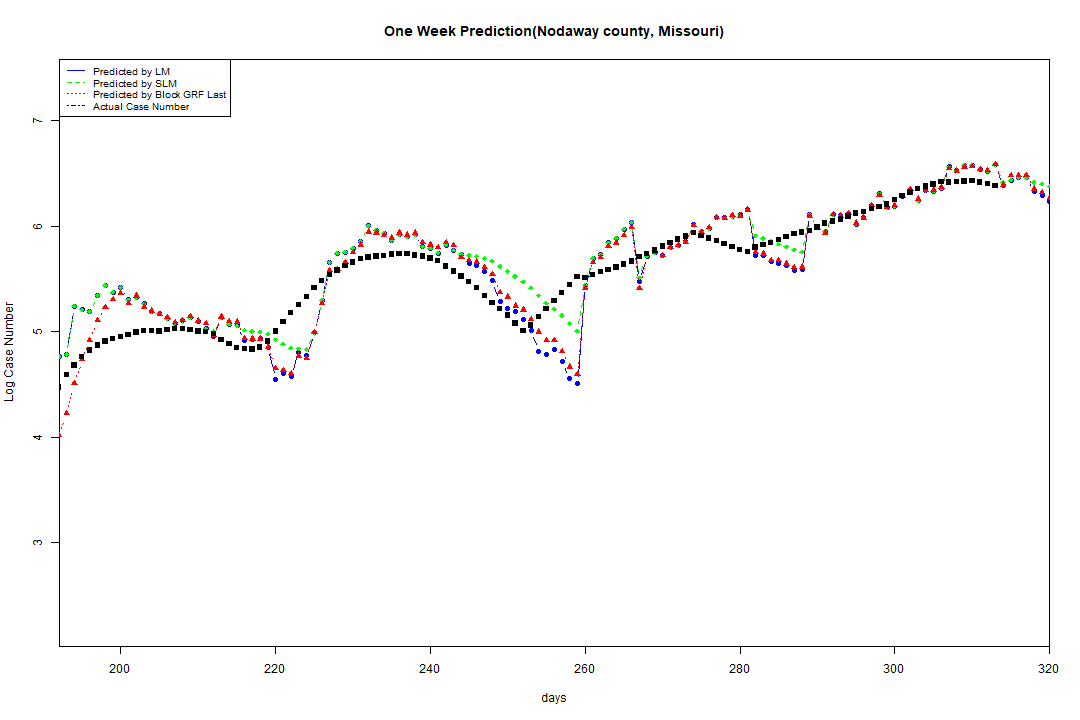 One Week Prediction(Nodaway county, Missouri)
Predicted by LM
Predicted by SLM
Predicted by Block GRF Last
Actual Case Number
7
6
5
4
3
Log Case Number
200 220 240 260 280 300 320
days